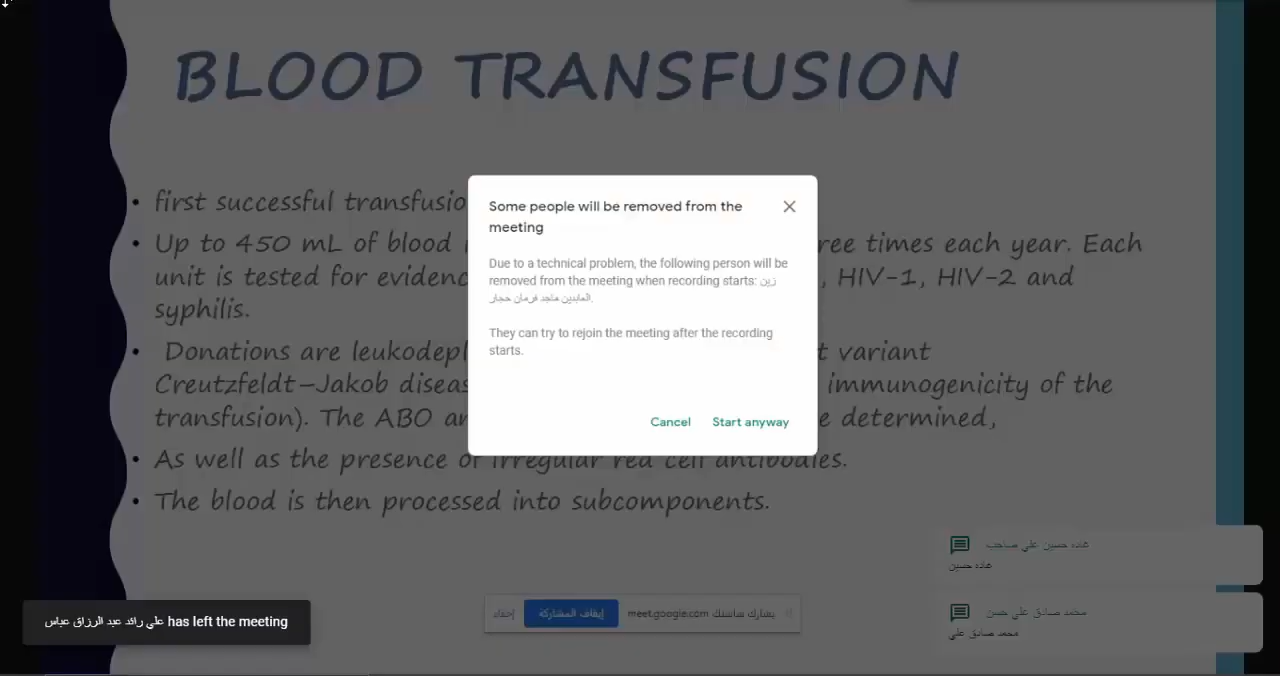 BLOOD TRANSFUSION
• first successful transfusio
• Up to 450 mL of blood ree times each year. Each
unit is tested for evidenc , HIV-1, HIV-2 and
syphilis.
• Donations are leukodepl t variant
Creutzfeldt-Jakob diseas immunogenicity of the
transfusion). The ABO an e determined,
• As well as the presence of irregular red cell antibodies.
• The blood is then processed into subcomponents.
Some people will be removed from the
meeting
Due to a technical problem, the following person will be
removed from the meeting when recording starts: زين
العابدين ماجد فرمان حجار.
They can try to rejoin the meeting after the recording
starts.
Cancel Start anyway
غاده حسين علي صاحب
غاده حسين
محمد صادق علي حسن
محمد صادق علي
علي رائد عبد الرزاق عباس has left the meeting
يشارك شاشتك meet.google.com إيقاف المشاركة إخفاء